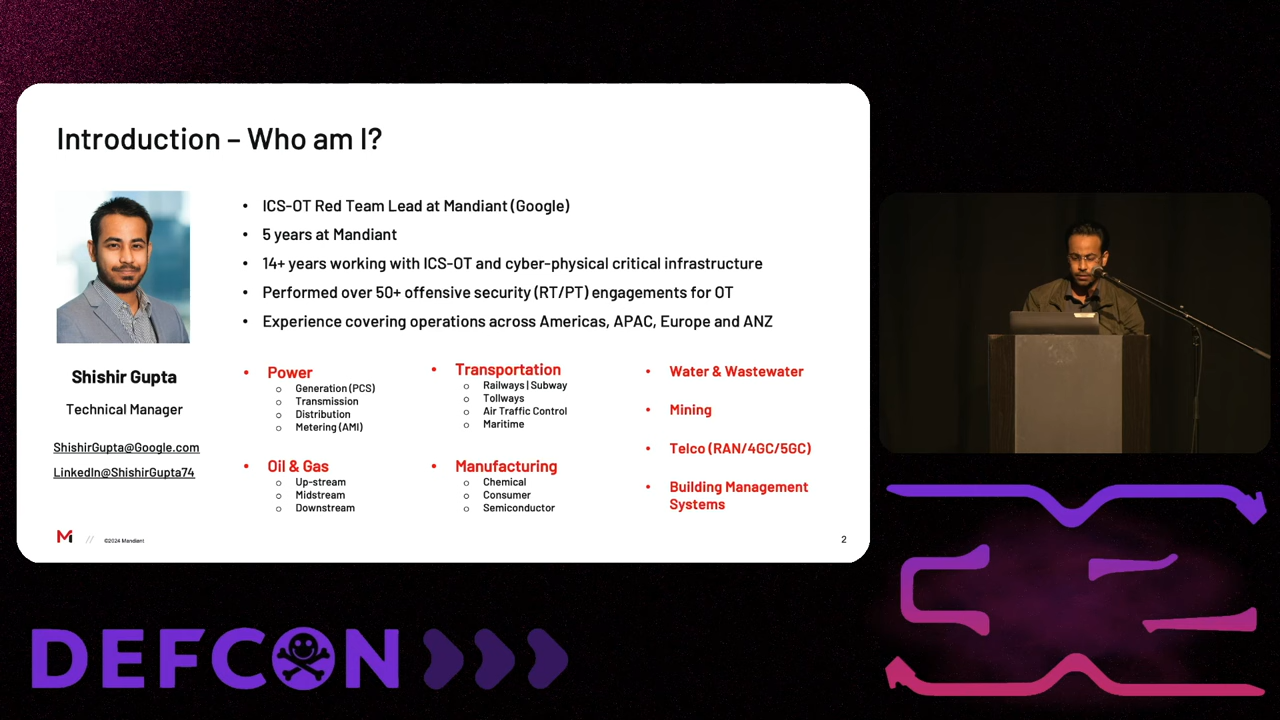 Introduction – Who am I?
• ICS-OT Red Team Lead at Mandiant (Google)
• 5 years at Mandiant
• 14+ years working with ICS-OT and cyber-physical critical infrastructure
• Performed over 50+ offensive security (RT/PT) engagements for OT
• Experience covering operations across Americas, APAC, Europe and ANZ
Shishir Gupta
Technical Manager
ShishirGupta@Google.com
LinkedIn@ShishirGupta74
• Power
o Generation (PCS)
o Transmission
o Distribution
o Metering (AMI)
• Oil & Gas
o Up-stream
o Midstream
o Downstream
• Transportation
o Railways | Subway
o Tollways
o Air Traffic Control
o Maritime
• Manufacturing
o Chemical
o Consumer
o Semiconductor
• Water & Wastewater
• Mining
• Telco (RAN/4GC/5GC)
• Building Management
Systems
M // ©2024 Mandiant
2
DEFCON